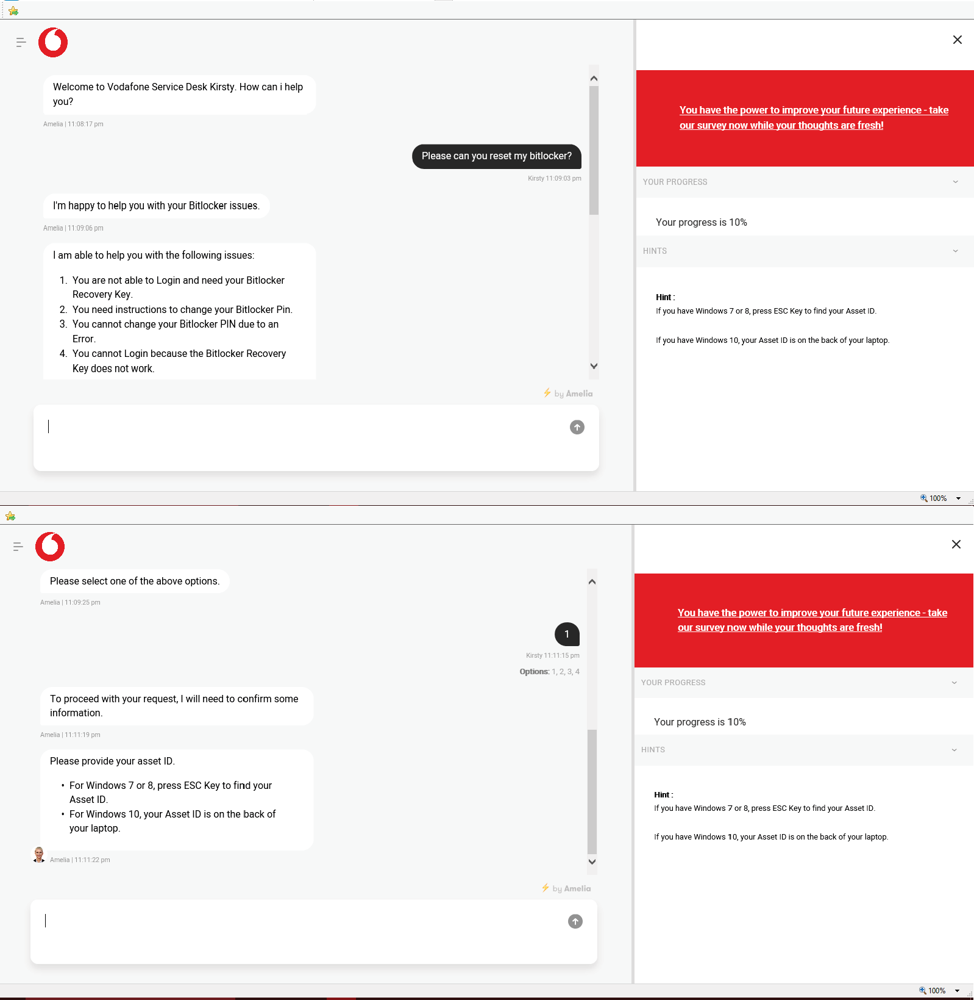 Welcome to Vodafone Service Desk Kirsty. How can i help
you?
Amelia | 11:08:17 pm
Please can you reset my bitlocker?
Kirsty 11:09:03 pm
I'm happy to help you with your Bitlocker issues.
Amelia | 11:09:06 pm
I am able to help you with the following issues:
1. You are not able to Login and need your Bitlocker
Recovery Key.
2. You need instructions to change your Bitlocker Pin.
3. You cannot change your Bitlocker PIN due to an
Error.
4. You cannot Login because the Bitlocker Recovery
Key does not work.
by Amelia
You have the power to improve your future experience - take
our survey now while your thoughts are fresh!
YOUR PROGRESS
Your progress is 10%
HINTS
Hint :
If you have Windows 7 or 8, press ESC Key to find your Asset ID.
If you have Windows 10, your Asset ID is on the back of your laptop.
100%
Please select one of the above options.
Amelia | 11:09:25 pm
1
Kirsty 11:11:15 pm
Options: 1, 2, 3, 4
To proceed with your request, I will need to confirm some
information.
Amelia | 11:11:19 pm
Please provide your asset ID.
• For Windows 7 or 8, press ESC Key to find your
Asset ID.
• For Windows 10, your Asset ID is on the back of
your laptop.
Amelia | 11:11:22 pm
by Amelia
You have the power to improve your future experience - take
our survey now while your thoughts are fresh!
YOUR PROGRESS
Your progress is 10%
HINTS
Hint :
If you have Windows 7 or 8, press ESC Key to find your Asset ID.
If you have Windows 10, your Asset ID is on the back of your laptop.
100%